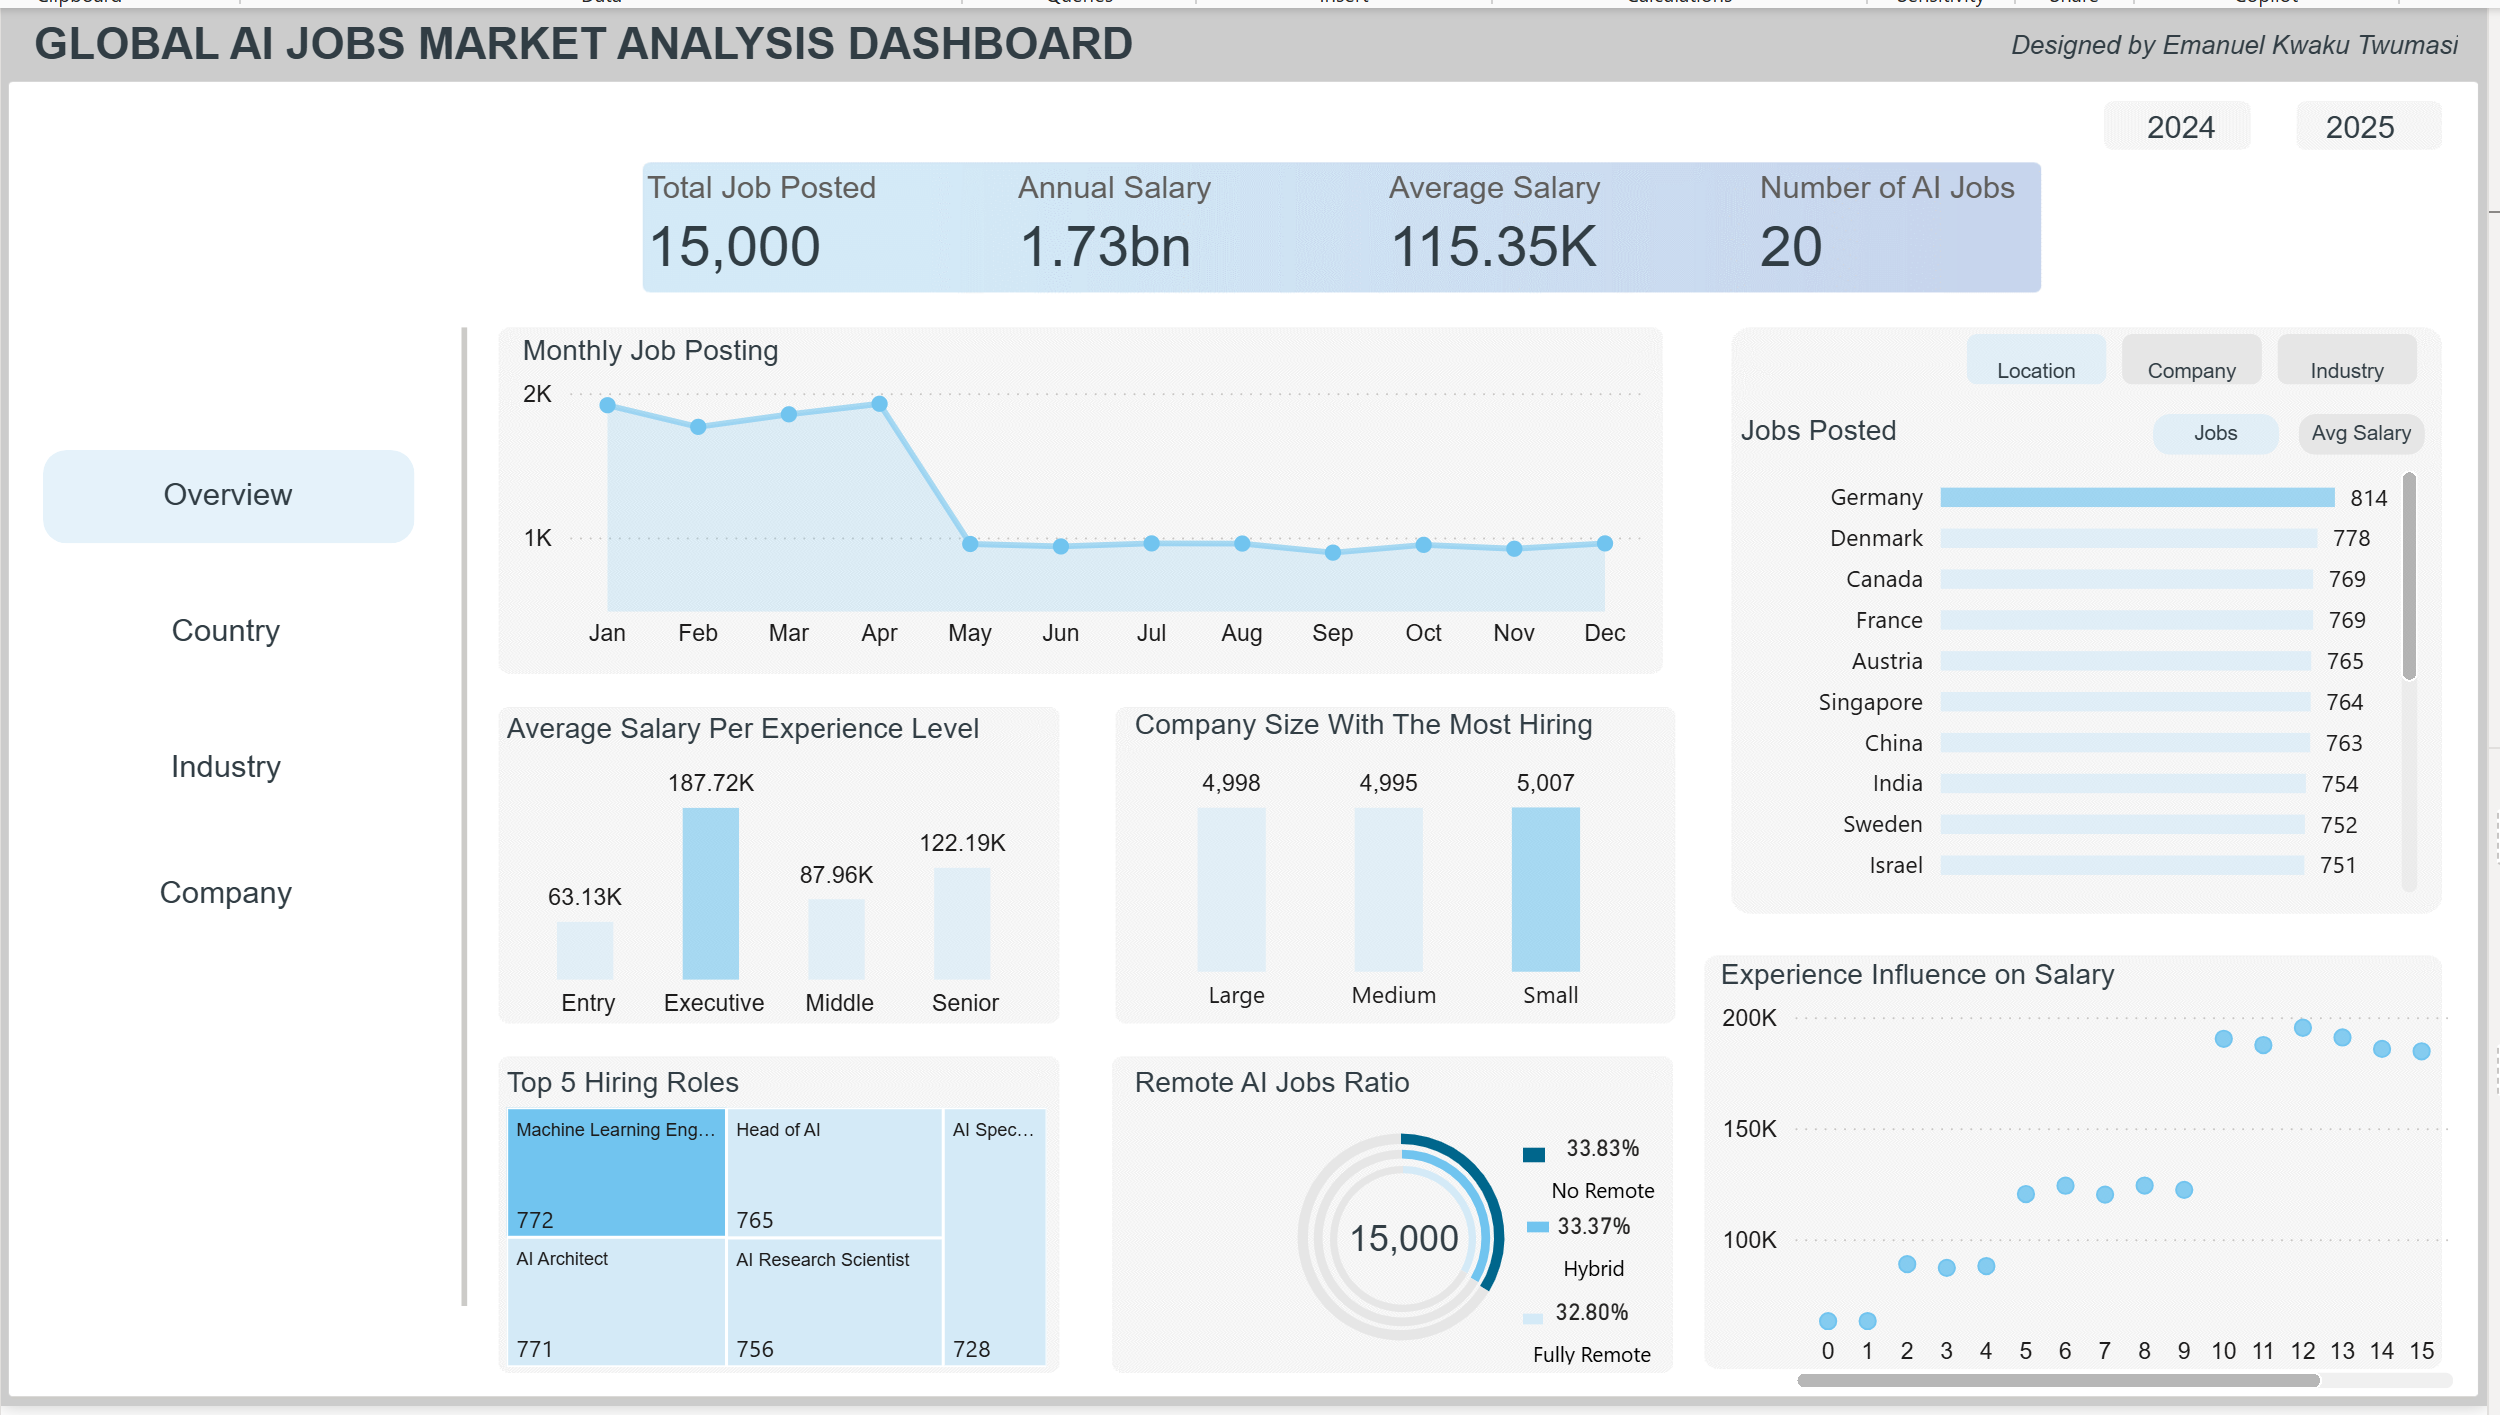 Clipboard Data Queries Insert Calculations Sensitivity Share Copilot
GLOBAL AI JOBS MARKET ANALYSIS DASHBOARD
Designed by Emanuel Kwaku Twumasi
2024 2025
Total Job Posted Annual Salary Average Salary Number of AI Jobs
15,000 1.73bn 115.35K 20
Overview
Country
Industry
Company
Monthly Job Posting
2K
1K
Jan Feb Mar Apr May Jun Jul Aug Sep Oct Nov Dec
Location Company Industry
Jobs Posted Jobs Avg Salary
Germany 814
Denmark 778
Canada 769
France 769
Austria 765
Singapore 764
China 763
India 754
Sweden 752
Israel 751
Average Salary Per Experience Level
63.13K 187.72K 87.96K 122.19K
Entry Executive Middle Senior
Company Size With The Most Hiring
4,998 4,995 5,007
Large Medium Small
Top 5 Hiring Roles
Machine Learning Eng... Head of AI AI Spec...
772 765
AI Architect AI Research Scientist
771 756 728
Remote AI Jobs Ratio
15,000
33.83%
No Remote
33.37%
Hybrid
32.80%
Fully Remote
Experience Influence on Salary
200K
150K
100K
0 1 2 3 4 5 6 7 8 9 10 11 12 13 14 15